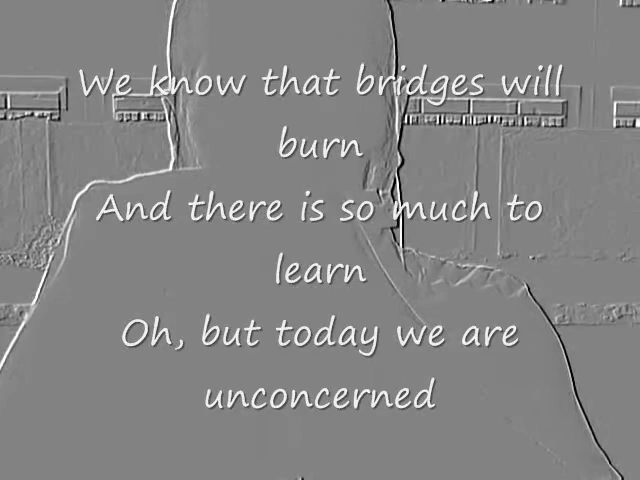 We know that bridges will
burn
And there is so much to
learn
Oh, but today we are
unconcerned